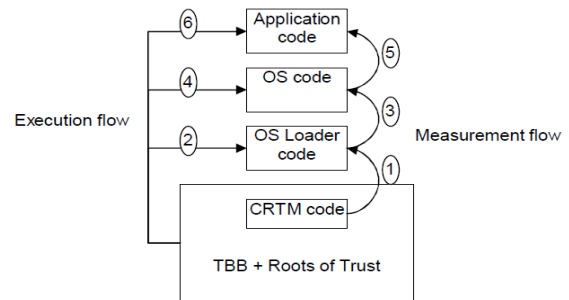 6
Application
code
5
4
OS code
Execution flow
3
2
OS Loader
code
Measurement flow
1
CRTM code
TBB + Roots of Trust